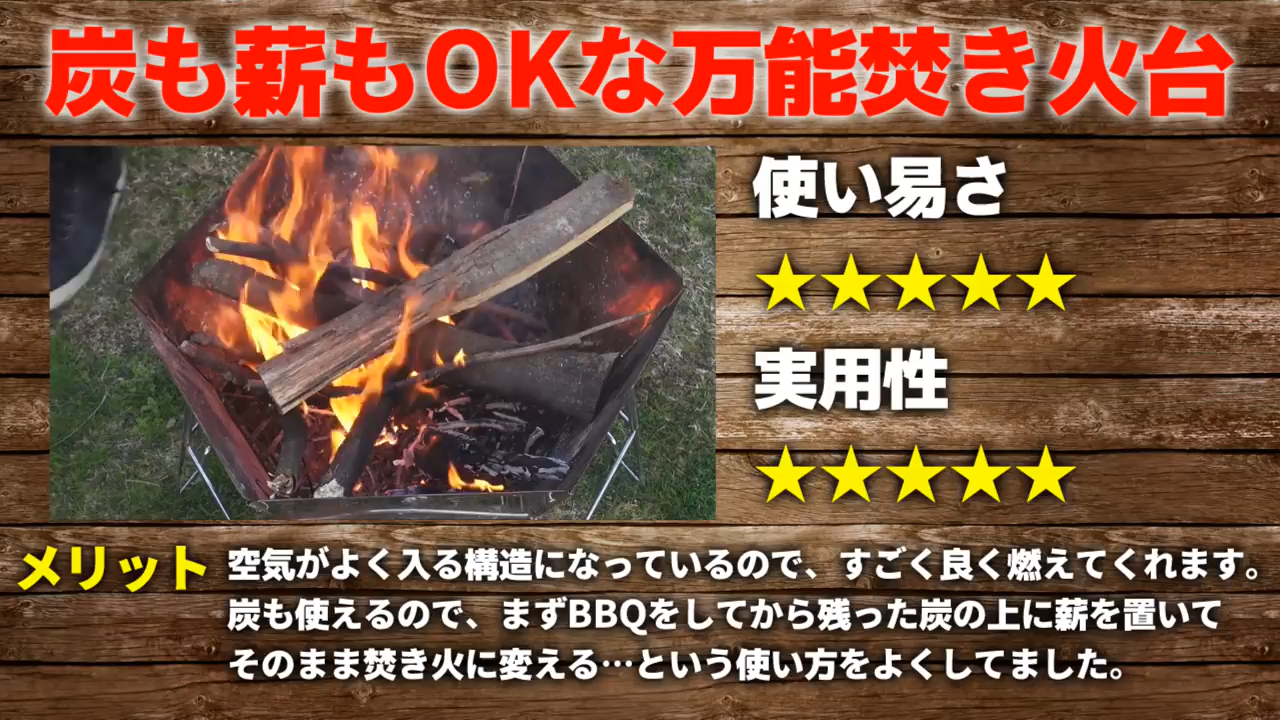 炭も薪もOKな万能焚き火台
使い易さ
★★★★★
実用性
★★★★★
メリット 空気がよく入る構造になっているので、すごく良く燃えてくれます。
炭も使えるので、まずBBQをしてから残った炭の上に薪を置いて
そのまま焚き火に変える…という使い方をよくしてました。